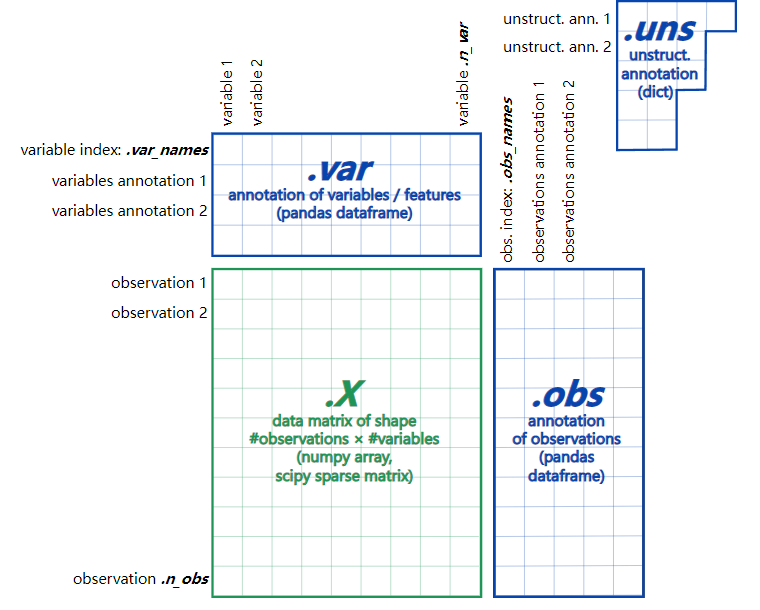 unstruct. ann. 1
unstruct. ann. 2
.uns
unstruct.
annotation
(dict)
variable 1
variable 2
variable .n_var
obs. index: .obs_names
observations annotation 1
observations annotation 2
variable index: .var_names
variables annotation 1
variables annotation 2
.var
annotation of variables / features
(pandas dataframe)
observation 1
observation 2
observation .n_obs
.X
data matrix of shape
#observations × #variables
(numpy array,
scipy sparse matrix)
.obs
annotation
of observations
(pandas
dataframe)